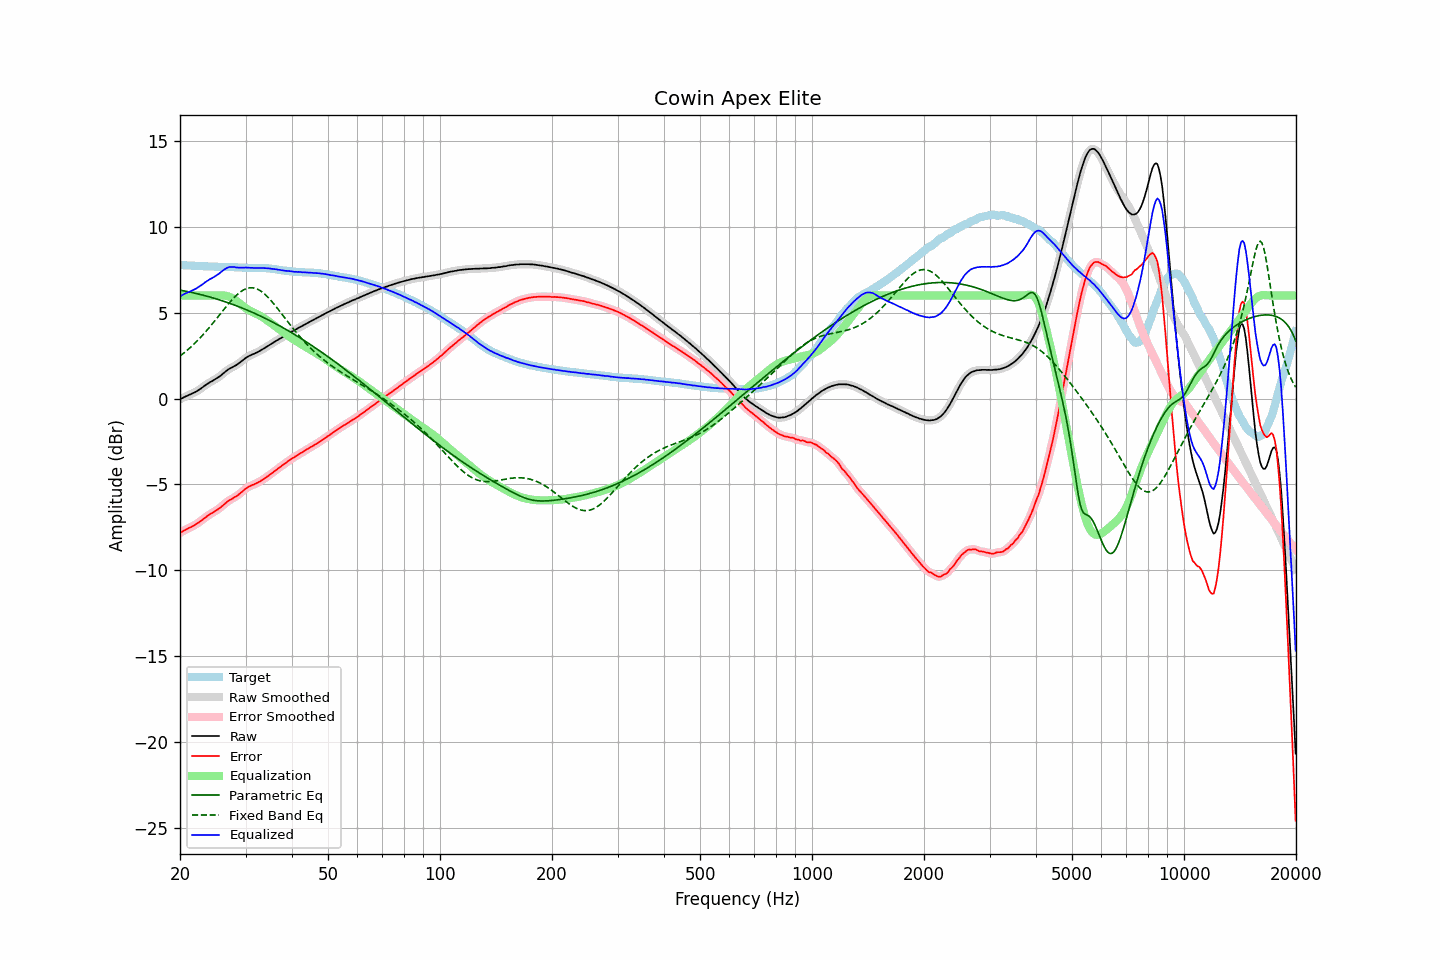 Cowin Apex Elite
Amplitude (dBr)
15
10
5
0
−5
−10
−15
−20
−25
Target
Raw Smoothed
Error Smoothed
Raw
Error
Equalization
Parametric Eq
Fixed Band Eq
Equalized
20 50 100 200 500 1000 2000 5000 10000 20000
Frequency (Hz)